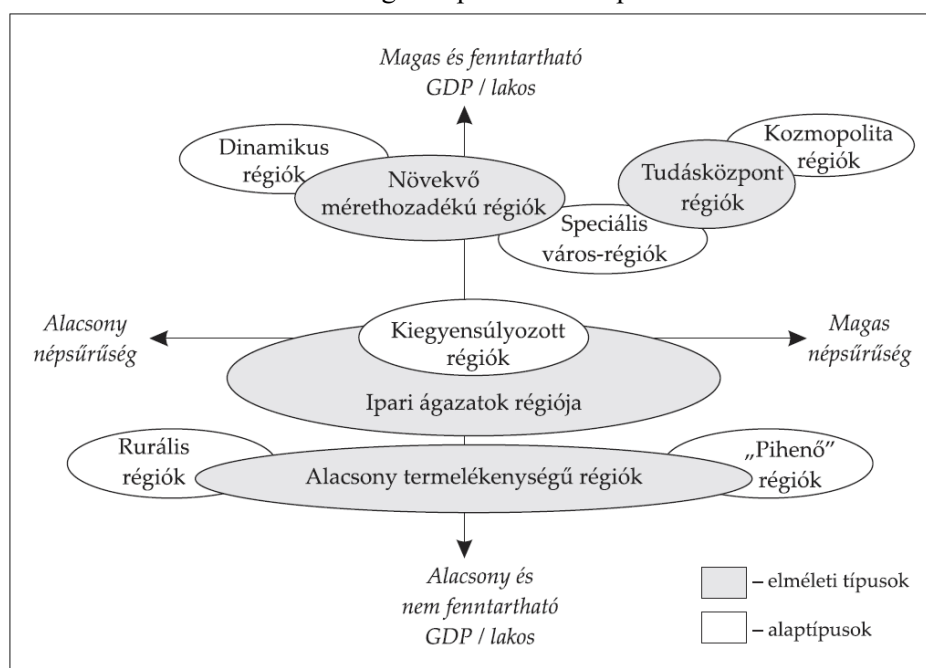 Magas és fenntartható
GDP / lakos
Dinamikus
régiók
Növekvő
mérethozadékú régiók
Kozmopolita
régiók
Tudásközpont
régiók
Speciális
város-régiók
Alacsony
népsűrűség
Kiegyensúlyozott
régiók
Magas
népsűrűség
Ipari ágazatok régiója
Rurális
régiók
Alacsony termelékenységű régiók
„Pihenő”
régiók
Alacsony és
nem fenntartható
GDP / lakos
– elméleti típusok
– alaptípusok